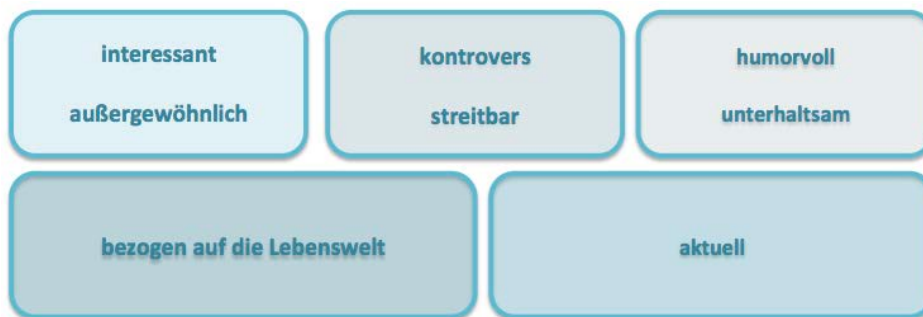 interessant
außergewöhnlich
kontrovers
streitbar
humorvoll
unterhaltsam
bezogen auf die Lebenswelt
aktuell